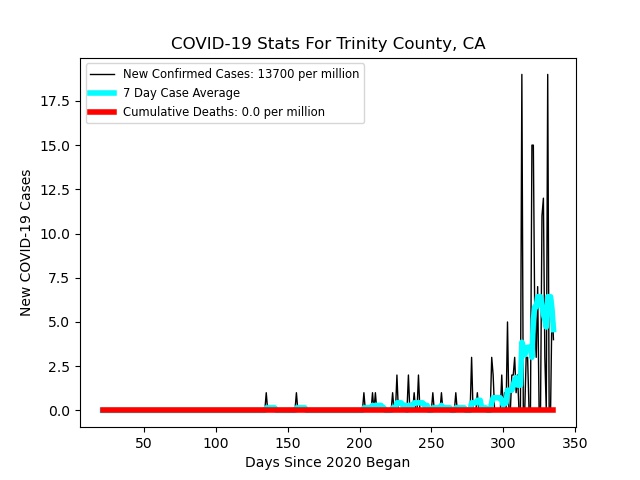 COVID-19 Stats For Trinity County, CA
New Confirmed Cases: 13700 per million
7 Day Case Average
Cumulative Deaths: 0.0 per million
New COVID-19 Cases
17.5
15.0
12.5
10.0
7.5
5.0
2.5
0.0
50 100 150 200 250 300 350
Days Since 2020 Began